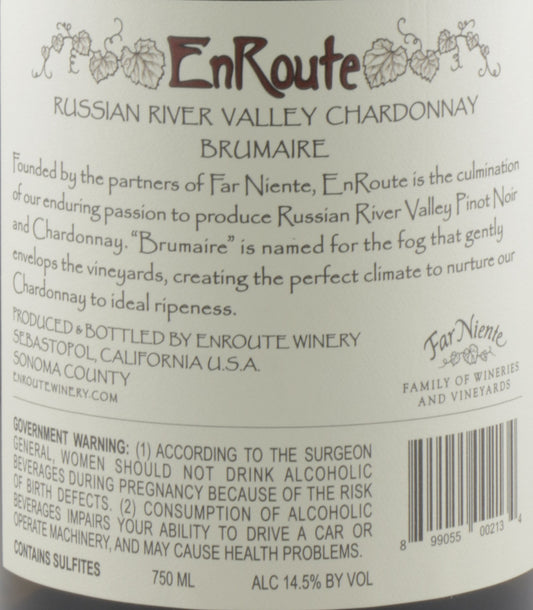 EnRoute
RUSSIAN RIVER VALLEY CHARDONNAY
BRUMAIRE
Founded by the partners of Far Niente, EnRoute is the culmination
of our enduring passion to produce Russian River Valley Pinot Noir
and Chardonnay. “Brumaire” is named for the fog that gently
envelops the vineyards, creating the perfect climate to nurture our
Chardonnay to ideal ripeness.
PRODUCED & BOTTLED BY ENROUTE WINERY
SEBASTOPOL, CALIFORNIA U.S.A.
SONOMA COUNTY
ENROUTEWINERY.COM
Far Niente
FAMILY OF WINERIES
AND VINEYARDS
GOVERNMENT WARNING: (1) ACCORDING TO THE SURGEON
GENERAL, WOMEN SHOULD NOT DRINK ALCOHOLIC
BEVERAGES DURING PREGNANCY BECAUSE OF THE RISK
OF BIRTH DEFECTS. (2) CONSUMPTION OF ALCOHOLIC
BEVERAGES IMPAIRS YOUR ABILITY TO DRIVE A CAR OR
OPERATE MACHINERY, AND MAY CAUSE HEALTH PROBLEMS.
CONTAINS SULFITES
750 ML ALC 14.5% BY VOL
8 99055 00213 4